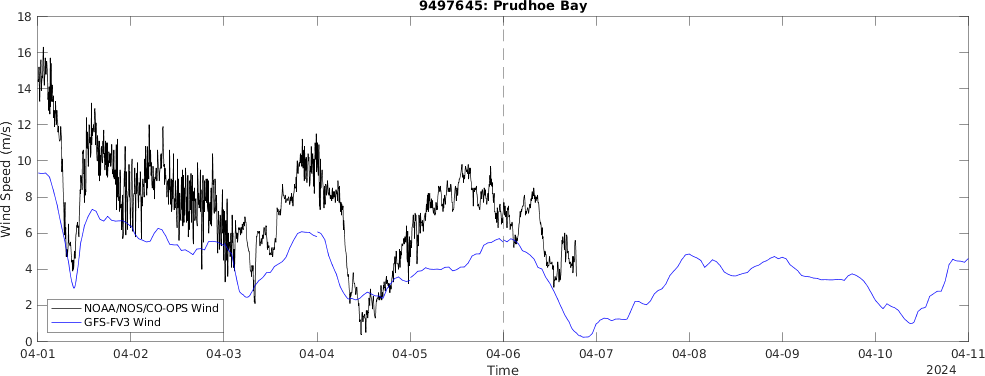 9497645: Prudhoe Bay
Wind Speed (m/s)
18
16
14
12
10
8
6
4
2
0
NOAA/NOS/CO-OPS Wind
GFS-FV3 Wind
04-01 04-02 04-03 04-04 04-05 04-06 04-07 04-08 04-09 04-10 04-11
Time
2024